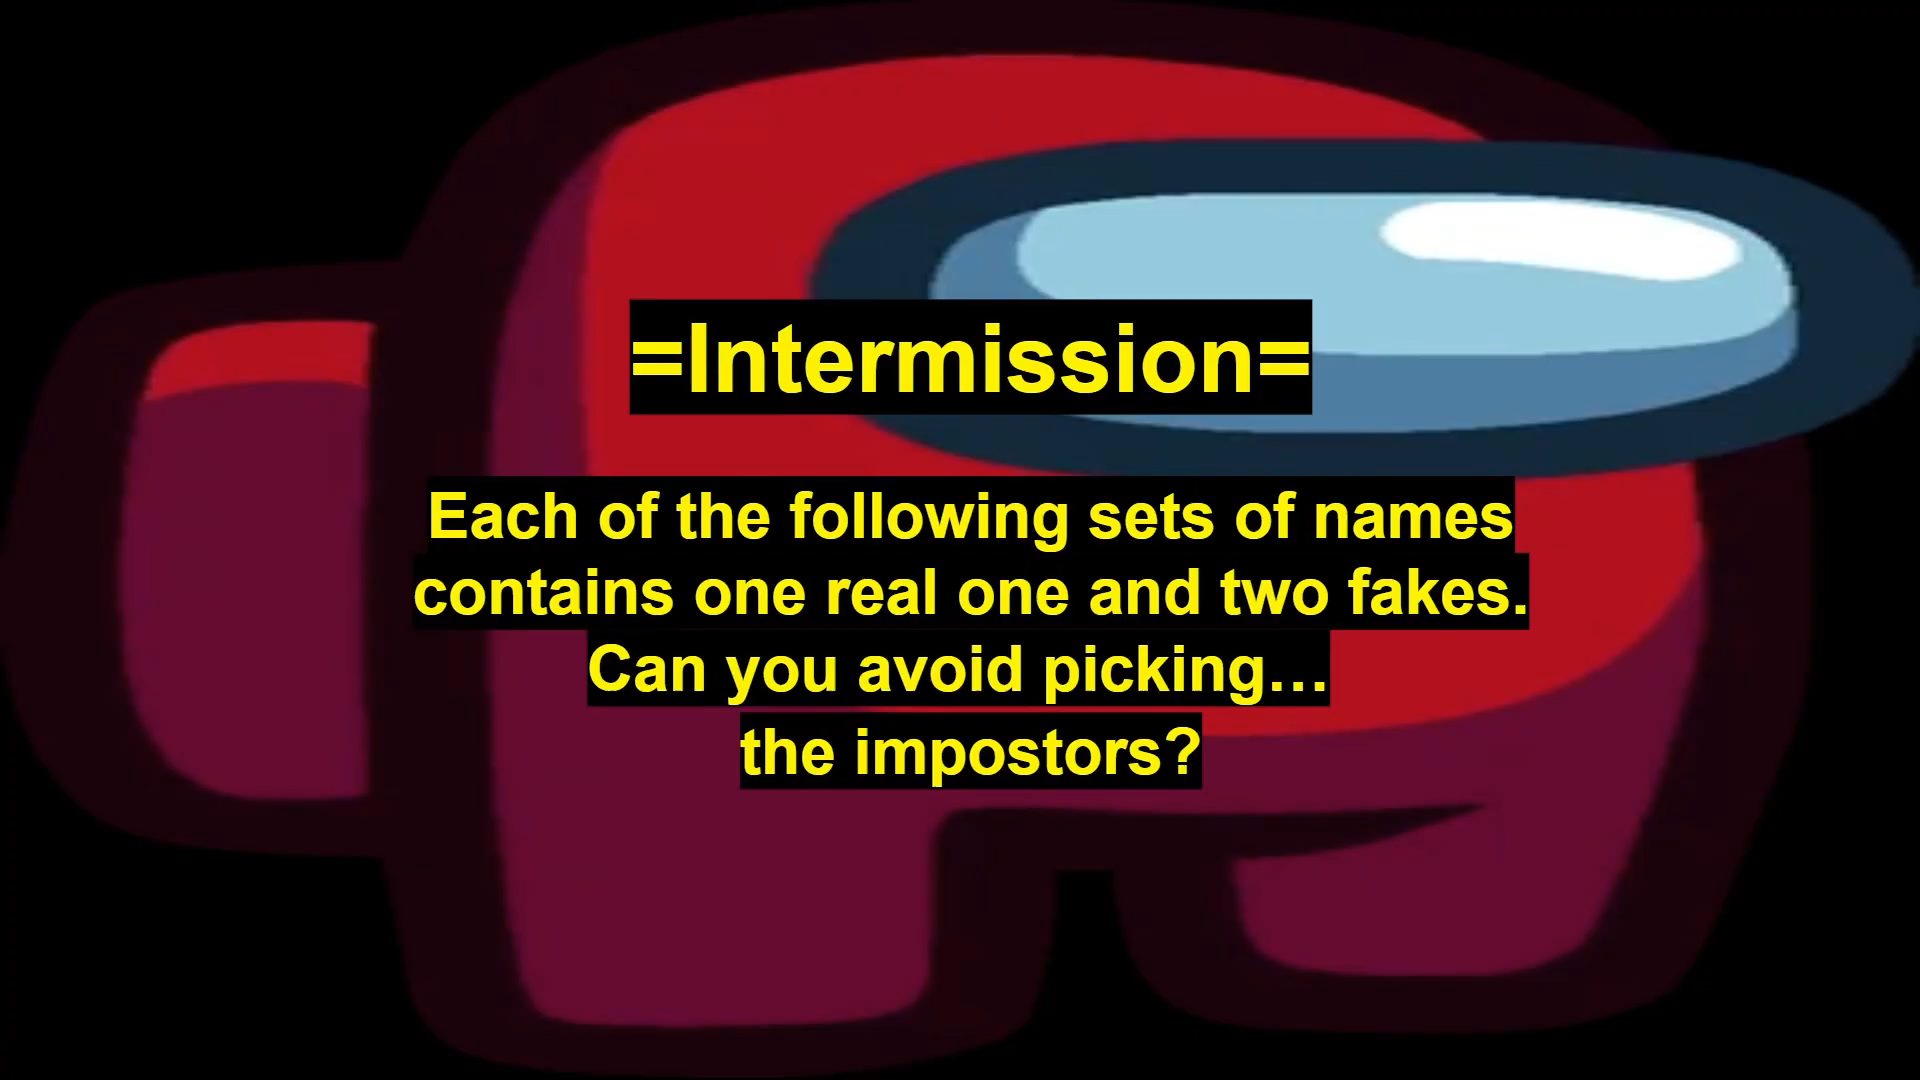 =Intermission=
Each of the following sets of names
contains one real one and two fakes.
Can you avoid picking…
the impostors?